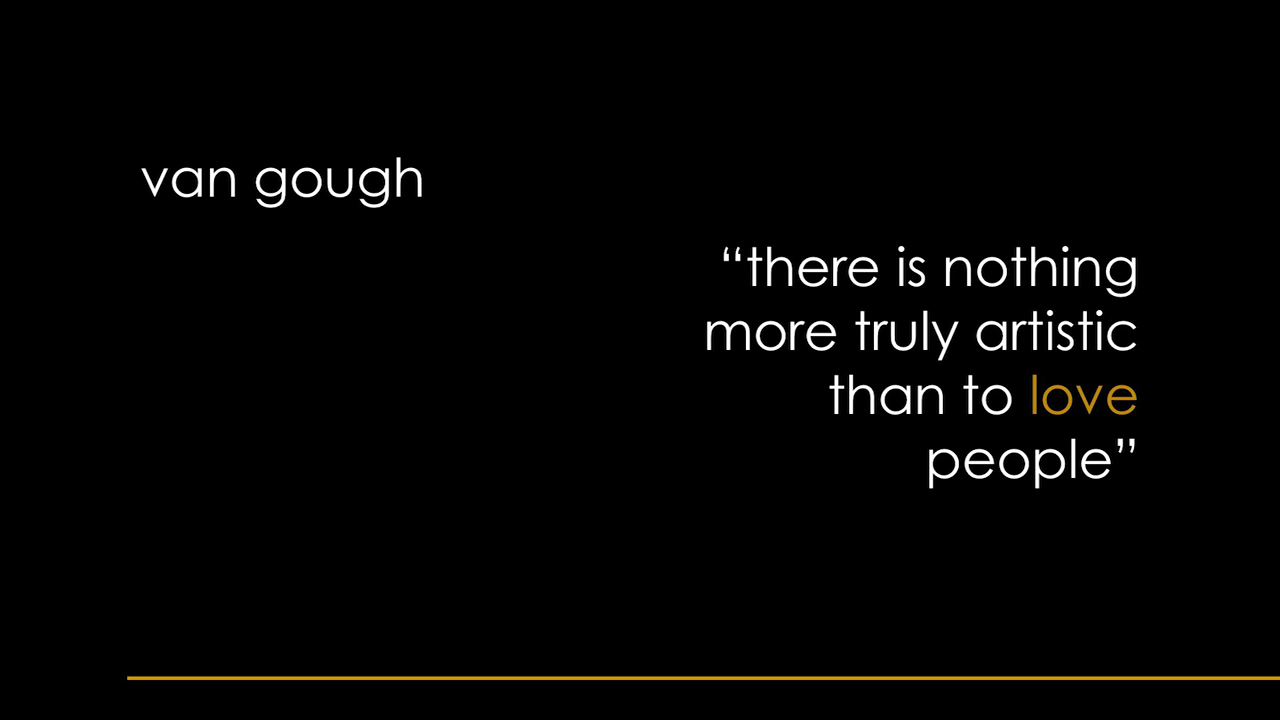 van gough
“there is nothing
more truly artistic
than to love
people”